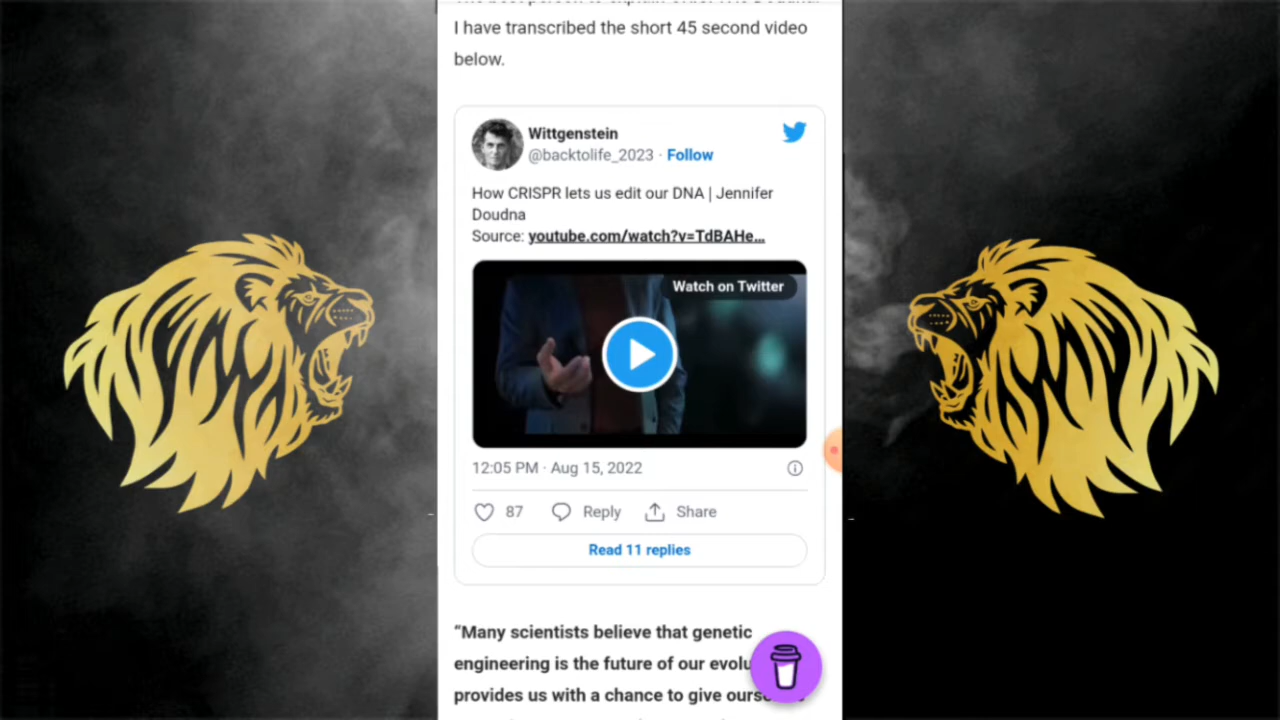 I have transcribed the short 45 second video
below.
Wittgenstein
@backtolife_2023 · Follow
How CRISPR lets us edit our DNA | Jennifer
Doudna
Source: youtube.com/watch?v=TdBAHe…
Watch on Twitter
12:05 PM · Aug 15, 2022
87 Reply Share
Read 11 replies
“Many scientists believe that genetic
engineering is the future of our
provides us with a chance to give